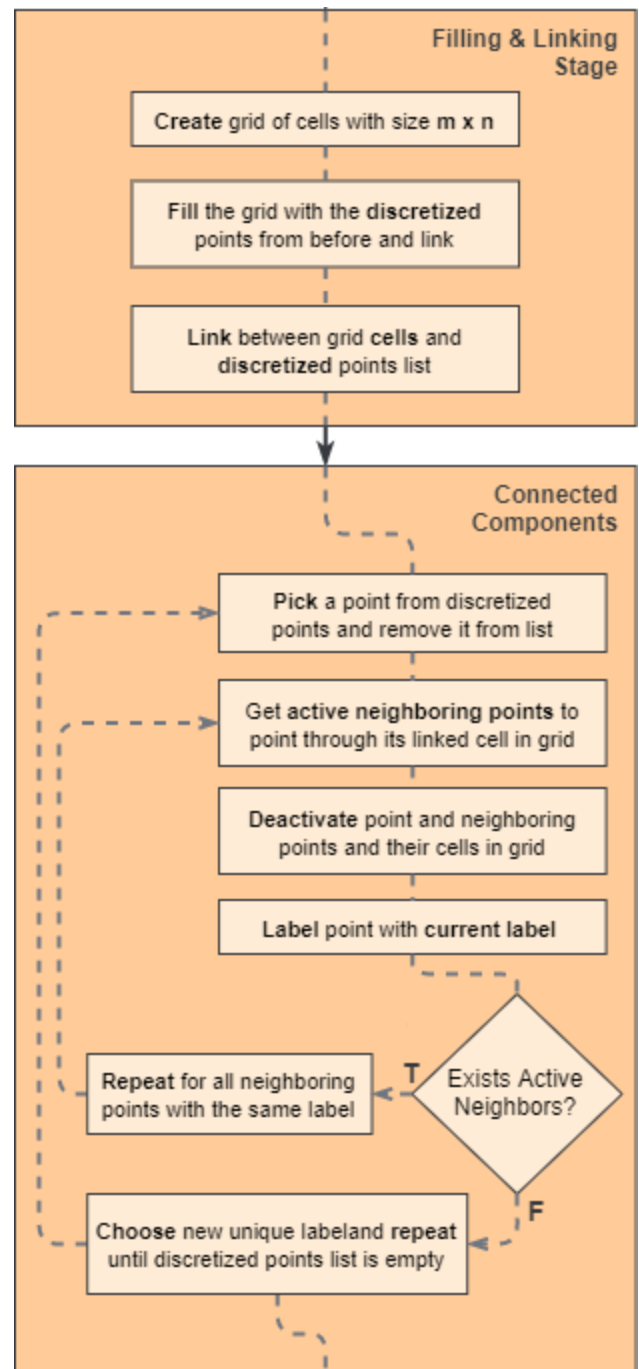 Filling & Linking
Stage
Create grid of cells with size m x n
Fill the grid with the discretized
points from before and link
Link between grid cells and
discretized points list
Connected
Components
Pick a point from discretized
points and remove it from list
Get active neighboring points to
point through its linked cell in grid
Deactivate point and neighboring
points and their cells in grid
Label point with current label
Exists Active
Neighbors?
T
Repeat for all neighboring
points with the same label
F
Choose new unique labeland repeat
until discretized points list is empty